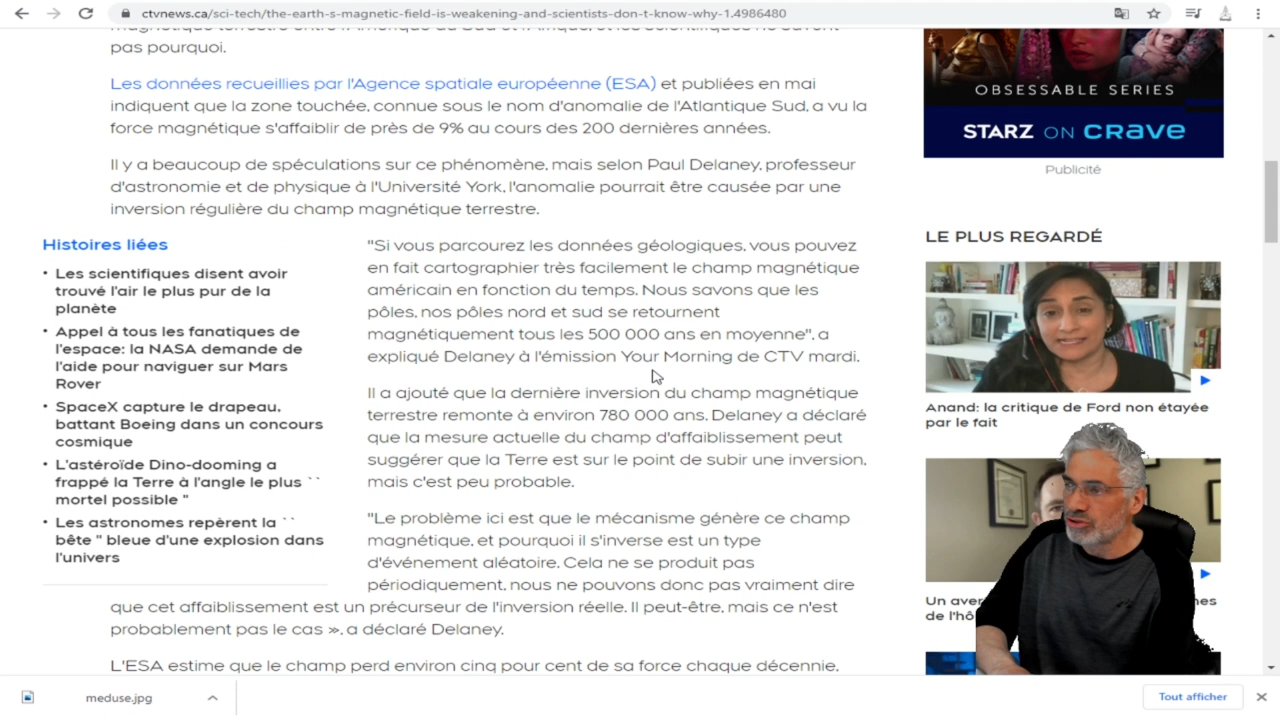 ctvnews.ca/sci-tech/the-earth-s-magnetic-field-is-weakening-and-scientists-don-t-know-why-1.4986480
pas pourquoi.
Les données recueillies par l'Agence spatiale européenne (ESA) et publiées en mai
indiquent que la zone touchée, connue sous le nom d'anomalie de l'Atlantique Sud, a vu la
force magnétique s'affaiblir de près de 9% au cours des 200 dernières années.
Il y a beaucoup de spéculations sur ce phénomène, mais selon Paul Delaney, professeur
d'astronomie et de physique à l'Université York, l'anomalie pourrait être causée par une
inversion régulière du champ magnétique terrestre.
Histoires liées
• Les scientifiques disent avoir
trouvé l'air le plus pur de la
planète
• Appel à tous les fanatiques de
l'espace: la NASA demande de
l'aide pour naviguer sur Mars
Rover
• SpaceX capture le drapeau,
battant Boeing dans un concours
cosmique
• L'astéroïde Dino-dooming a
frappé la Terre à l'angle le plus ``
mortel possible "
• Les astronomes repèrent la ``
bête " bleue d'une explosion dans
l'univers
"Si vous parcourez les données géologiques, vous pouvez
en fait cartographier très facilement le champ magnétique
américain en fonction du temps. Nous savons que les
pôles, nos pôles nord et sud se retournent
magnétiquement tous les 500 000 ans en moyenne", a
expliqué Delaney à l'émission Your Morning de CTV mardi.
Il a ajouté que la dernière inversion du champ magnétique
terrestre remonte à environ 780 000 ans. Delaney a déclaré
que la mesure actuelle du champ d'affaiblissement peut
suggérer que la Terre est sur le point de subir une inversion,
mais c'est peu probable.
"Le problème ici est que le mécanisme génère ce champ
magnétique, et pourquoi il s'inverse est un type
d'événement aléatoire. Cela ne se produit pas
périodiquement, nous ne pouvons donc pas vraiment dire
que cet affaiblissement est un précurseur de l'inversion réelle. Il peut-être, mais ce n'est
probablement pas le cas », a déclaré Delaney.
L'ESA estime que le champ perd environ cinq pour cent de sa force chaque décennie.
OBSESSABLE SERIES
STARZ ON CRAVE
Publicité
LE PLUS REGARDÉ
Anand: la critique de Ford non étayée
par le fait
Un
de l'hô
meduse.jpg
Tout afficher